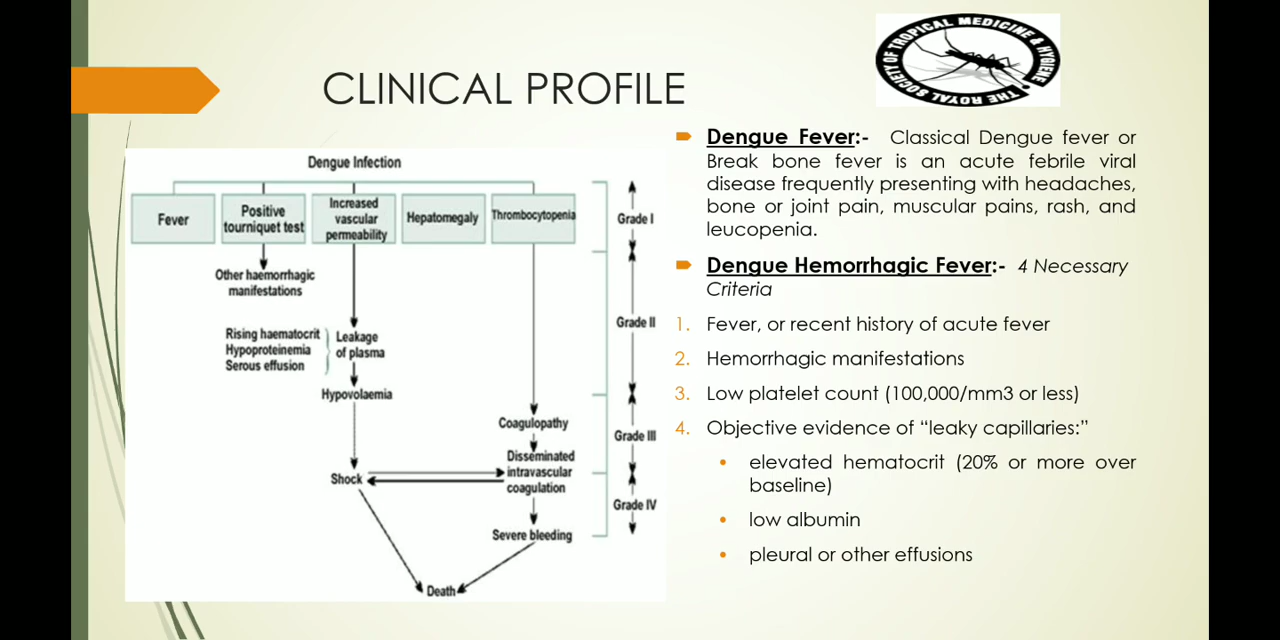 THE ROYAL SOCIETY OF TROPICAL MEDICINE & HYGIENE
CLINICAL PROFILE
Dengue Infection
Fever
Positive
tourniquet test
Increased
vascular
permeability
Hepatomegaly
Thrombocytopenia
Grade I
Other haemorrhagic
manifestations
Grade II
Rising haematocrit
Hypoproteinemia
Serous effusion
Leakage
of plasma
Hypovolaemia
Coagulopathy
Grade III
Disseminated
intravascular
coagulation
Shock
Grade IV
Severe bleeding
Death
Dengue Fever:- Classical Dengue fever or
Break bone fever is an acute febrile viral
disease frequently presenting with headaches,
bone or joint pain, muscular pains, rash, and
leucopenia.
Dengue Hemorrhagic Fever:- 4 Necessary
Criteria
1. Fever, or recent history of acute fever
2. Hemorrhagic manifestations
3. Low platelet count (100,000/mm3 or less)
4. Objective evidence of “leaky capillaries:”
• elevated hematocrit (20% or more over
baseline)
• low albumin
• pleural or other effusions